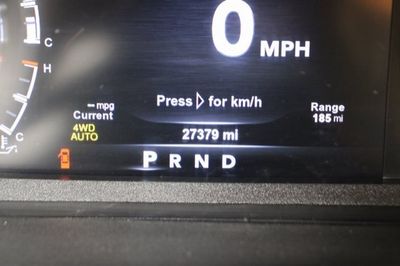 C
0 MPH
H
Press ▷ for km/h
-- mpg
Current
Range
185 mi
4WD
AUTO
27379 mi
C
P R N D